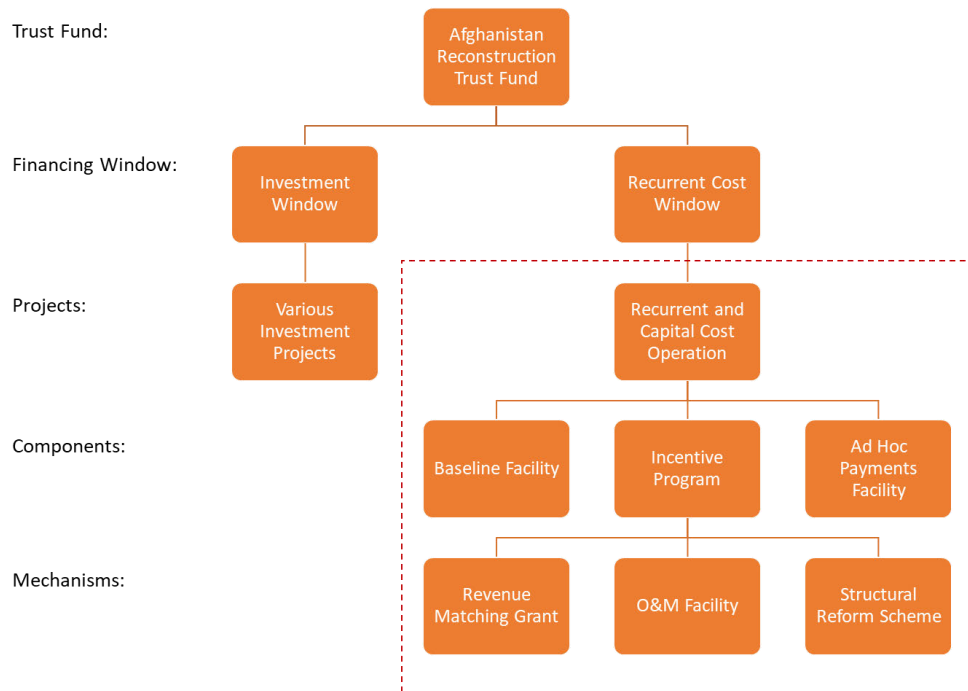 Trust Fund:
Afghanistan
Reconstruction
Trust Fund
Financing Window:
Investment
Window
Recurrent Cost
Window
Projects:
Various
Investment
Projects
Recurrent and
Capital Cost
Operation
Components:
Baseline Facility
Incentive
Program
Ad Hoc
Payments
Facility
Mechanisms:
Revenue
Matching Grant
O&M Facility
Structural
Reform Scheme